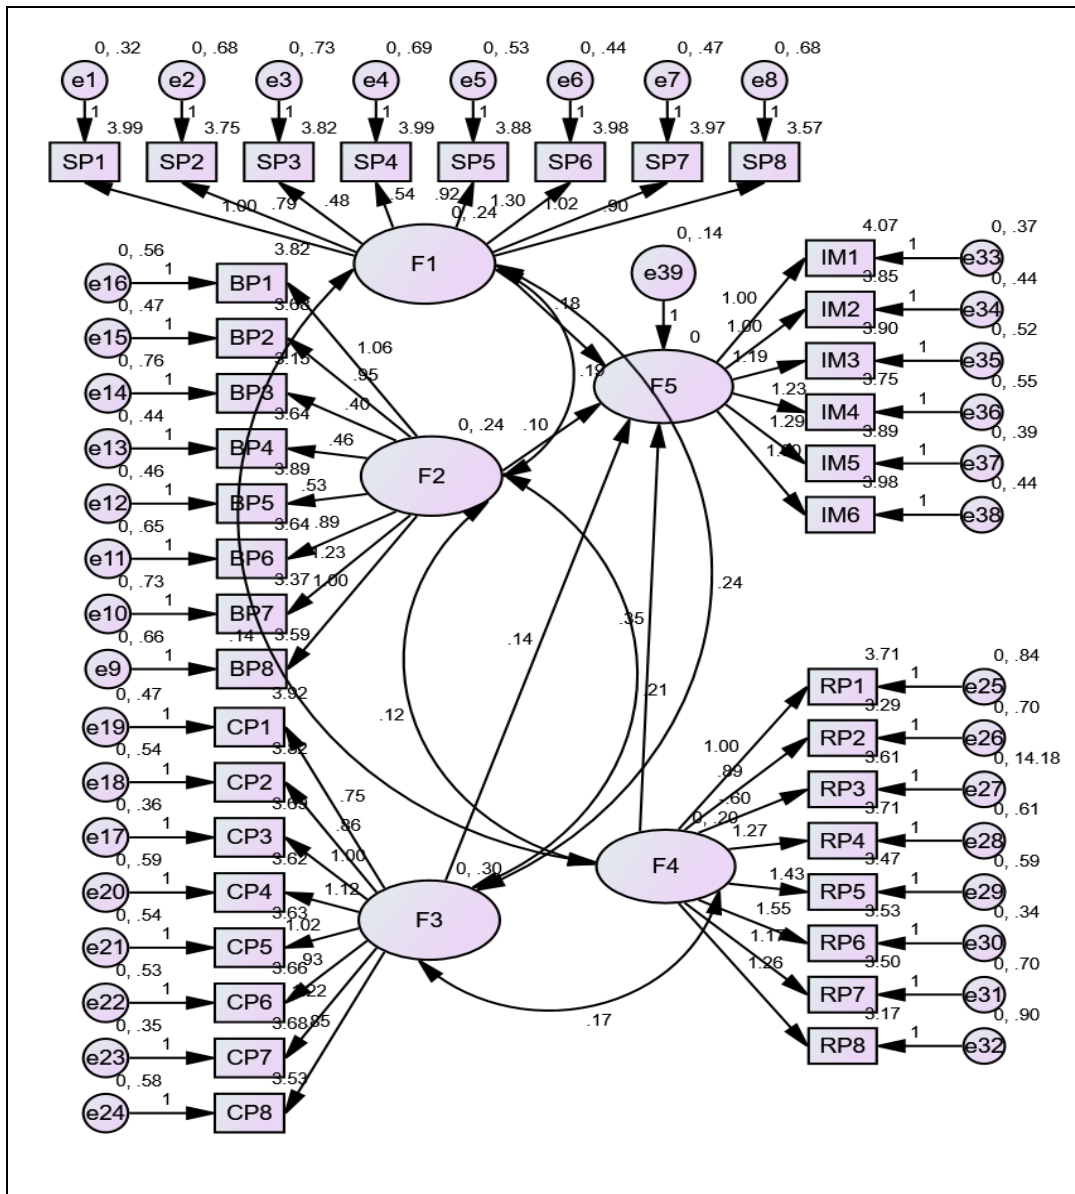 0, .32 0, .68 0, .73 0, .69 0, .53 0, .44 0, .47 0, .68
e1 e2 e3 e4 e5 e6 e7 e8
1 1 1 1 1 1 1 1
3.99 3.75 3.82 3.99 3.88 3.98 3.97 3.57
SP1 SP2 SP3 SP4 SP5 SP6 SP7 SP8
1.00 .79 .48 .54 .92 1.30 1.02 .90
0, .24
F1
0, .56 3.82
e16 1 BP1
0, .47 3.68
e15 1 BP2
0, .76
e14 1 BP3
0, .44 3.64
e13 1 BP4
0, .46 3.89
e12 1 BP5
0, .65 3.64
e11 1 BP6
0, .73 3.37
e10 1 BP7
0, .66 3.59
e9 1 BP8
1.06
.95
.40
.46
.53
.89
1.23
1.00
0, .24
F2
0, .47 3.92
e19 1 CP1
0, .54
e18 1 CP2
0, .36
e17 1 CP3
0, .59 3.62
e20 1 CP4
0, .54 3.63
e21 1 CP5
0, .53 3.66
e22 1 CP6
0, .35 3.68
e23 1 CP7
0, .58 3.53
e24 1 CP8
.75
.86
1.00
1.12
1.02
.93
.85
0, .30
F3
0, .14
e39
1
0
F5
.18
.19
.10
.14
.21
.24
.35
.14
.12
.17
4.07 0, .37
IM1 1 e33
3.85 0, .44
IM2 1 e34
3.90 0, .52
IM3 1 e35
3.75 0, .55
IM4 1 e36
3.89 0, .39
IM5 1 e37
3.98 0, .44
IM6 1 e38
1.00
1.00
1.19
1.23
1.29
3.71 0, .84
RP1 1 e25
3.29 0, .70
RP2 1 e26
3.61 0, 14.18
RP3 1 e27
3.71 0, .61
RP4 1 e28
3.47 0, .59
RP5 1 e29
3.53 0, .34
RP6 1 e30
3.50 0, .70
RP7 1 e31
3.17 0, .90
RP8 1 e32
1.00
.89
.60
1.27
1.43
1.55
1.17
1.26
0, .20
F4